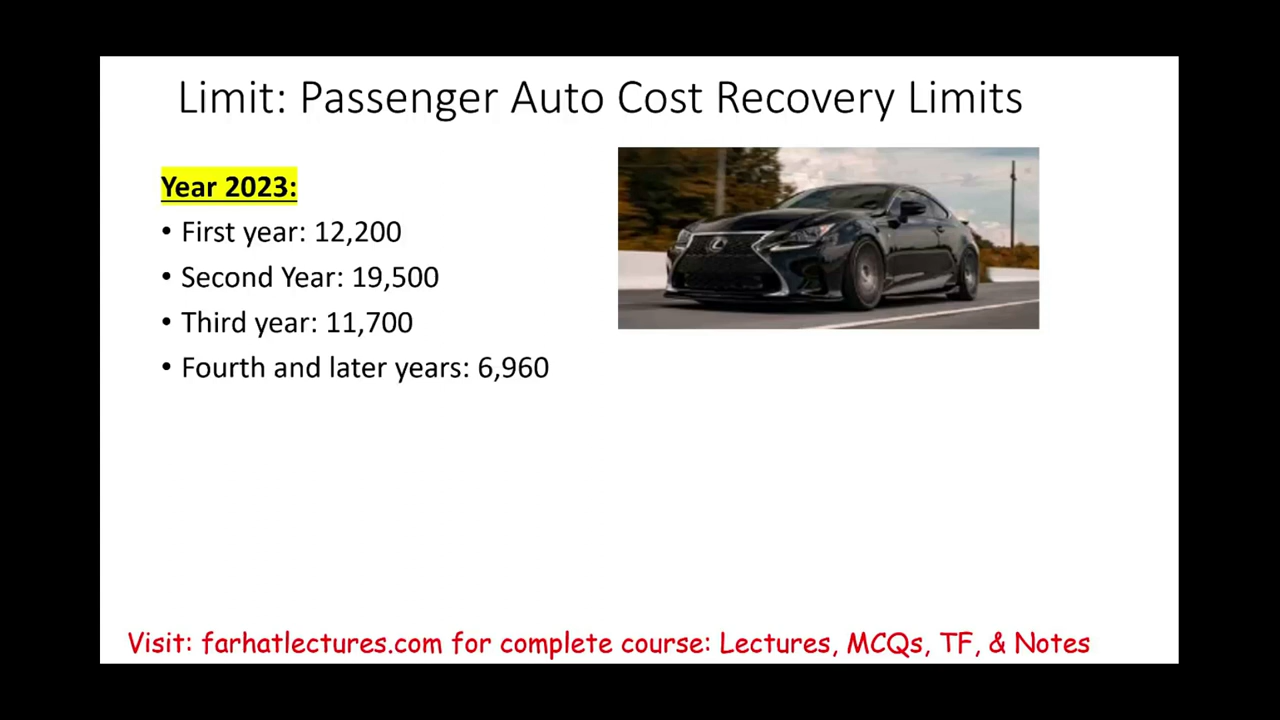 Limit: Passenger Auto Cost Recovery Limits
Year 2023:
• First year: 12,200
• Second Year: 19,500
• Third year: 11,700
• Fourth and later years: 6,960
Visit: farhatlectures.com for complete course: Lectures, MCQs, TF, & Notes